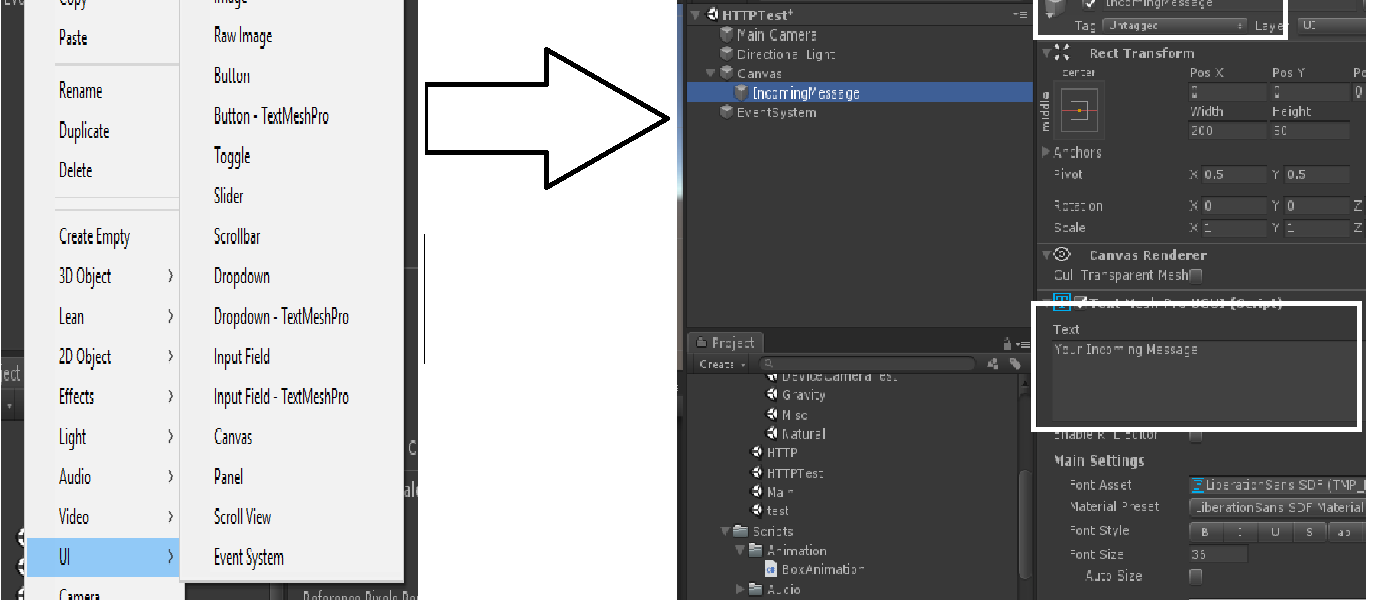 Copy
Paste
Rename
Duplicate
Delete
Create Empty
3D Object
Lean
2D Object
Effects
Light
Audio
Video
UI
Camera
Image
Raw Image
Button
Button - TextMeshPro
Toggle
Slider
Scrollbar
Dropdown
Dropdown - TextMeshPro
Input Field
Input Field - TextMeshPro
Canvas
Panel
Scroll View
Event System
HTTPTest*
Main Camera
Directional Light
Canvas
IncomingMessage
EventSystem
Project
Create
DeviceCameraTest
Gravity
Misc
Natural
HTTP
HTTPTest
Main
test
Scripts
Animation
BoxAnimation
Audio
IncomingMessage
Tag Untagged Layer UI
Rect Transform
center
middle
Pos X Pos Y
0 0 0
Width Height
200 50
Anchors
Pivot X 0.5 Y 0.5
Rotation X 0 Y 0 Z
Scale X 1 Y 1 Z
Canvas Renderer
Cull Transparent Mesh
Text Mesh Pro UGUI (Script)
Text
Your Incoming Message
Enable RTL Editor
Main Settings
Font Asset LiberationSans SDF (TMP_
Material Preset LiberationSans SDF Material
Font Style B I U S ab
Font Size 36
Auto Size